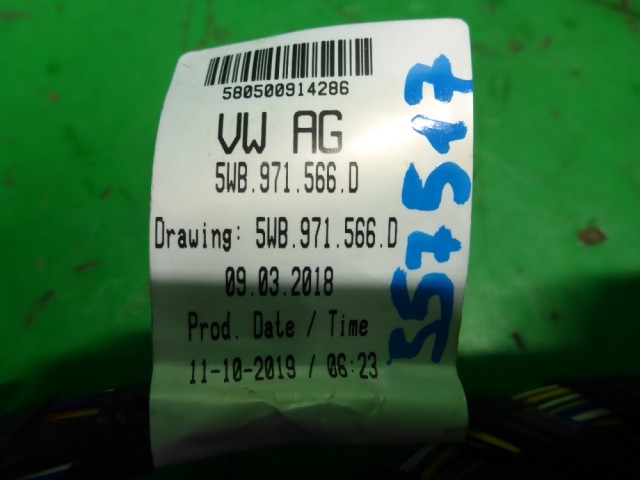 580500914286
VW AG
5WB.971.566.D
Drawing: 5WB.971.566.D
09.03.2018
Prod. Date / Time
11-10-2019 / 06:23
557517